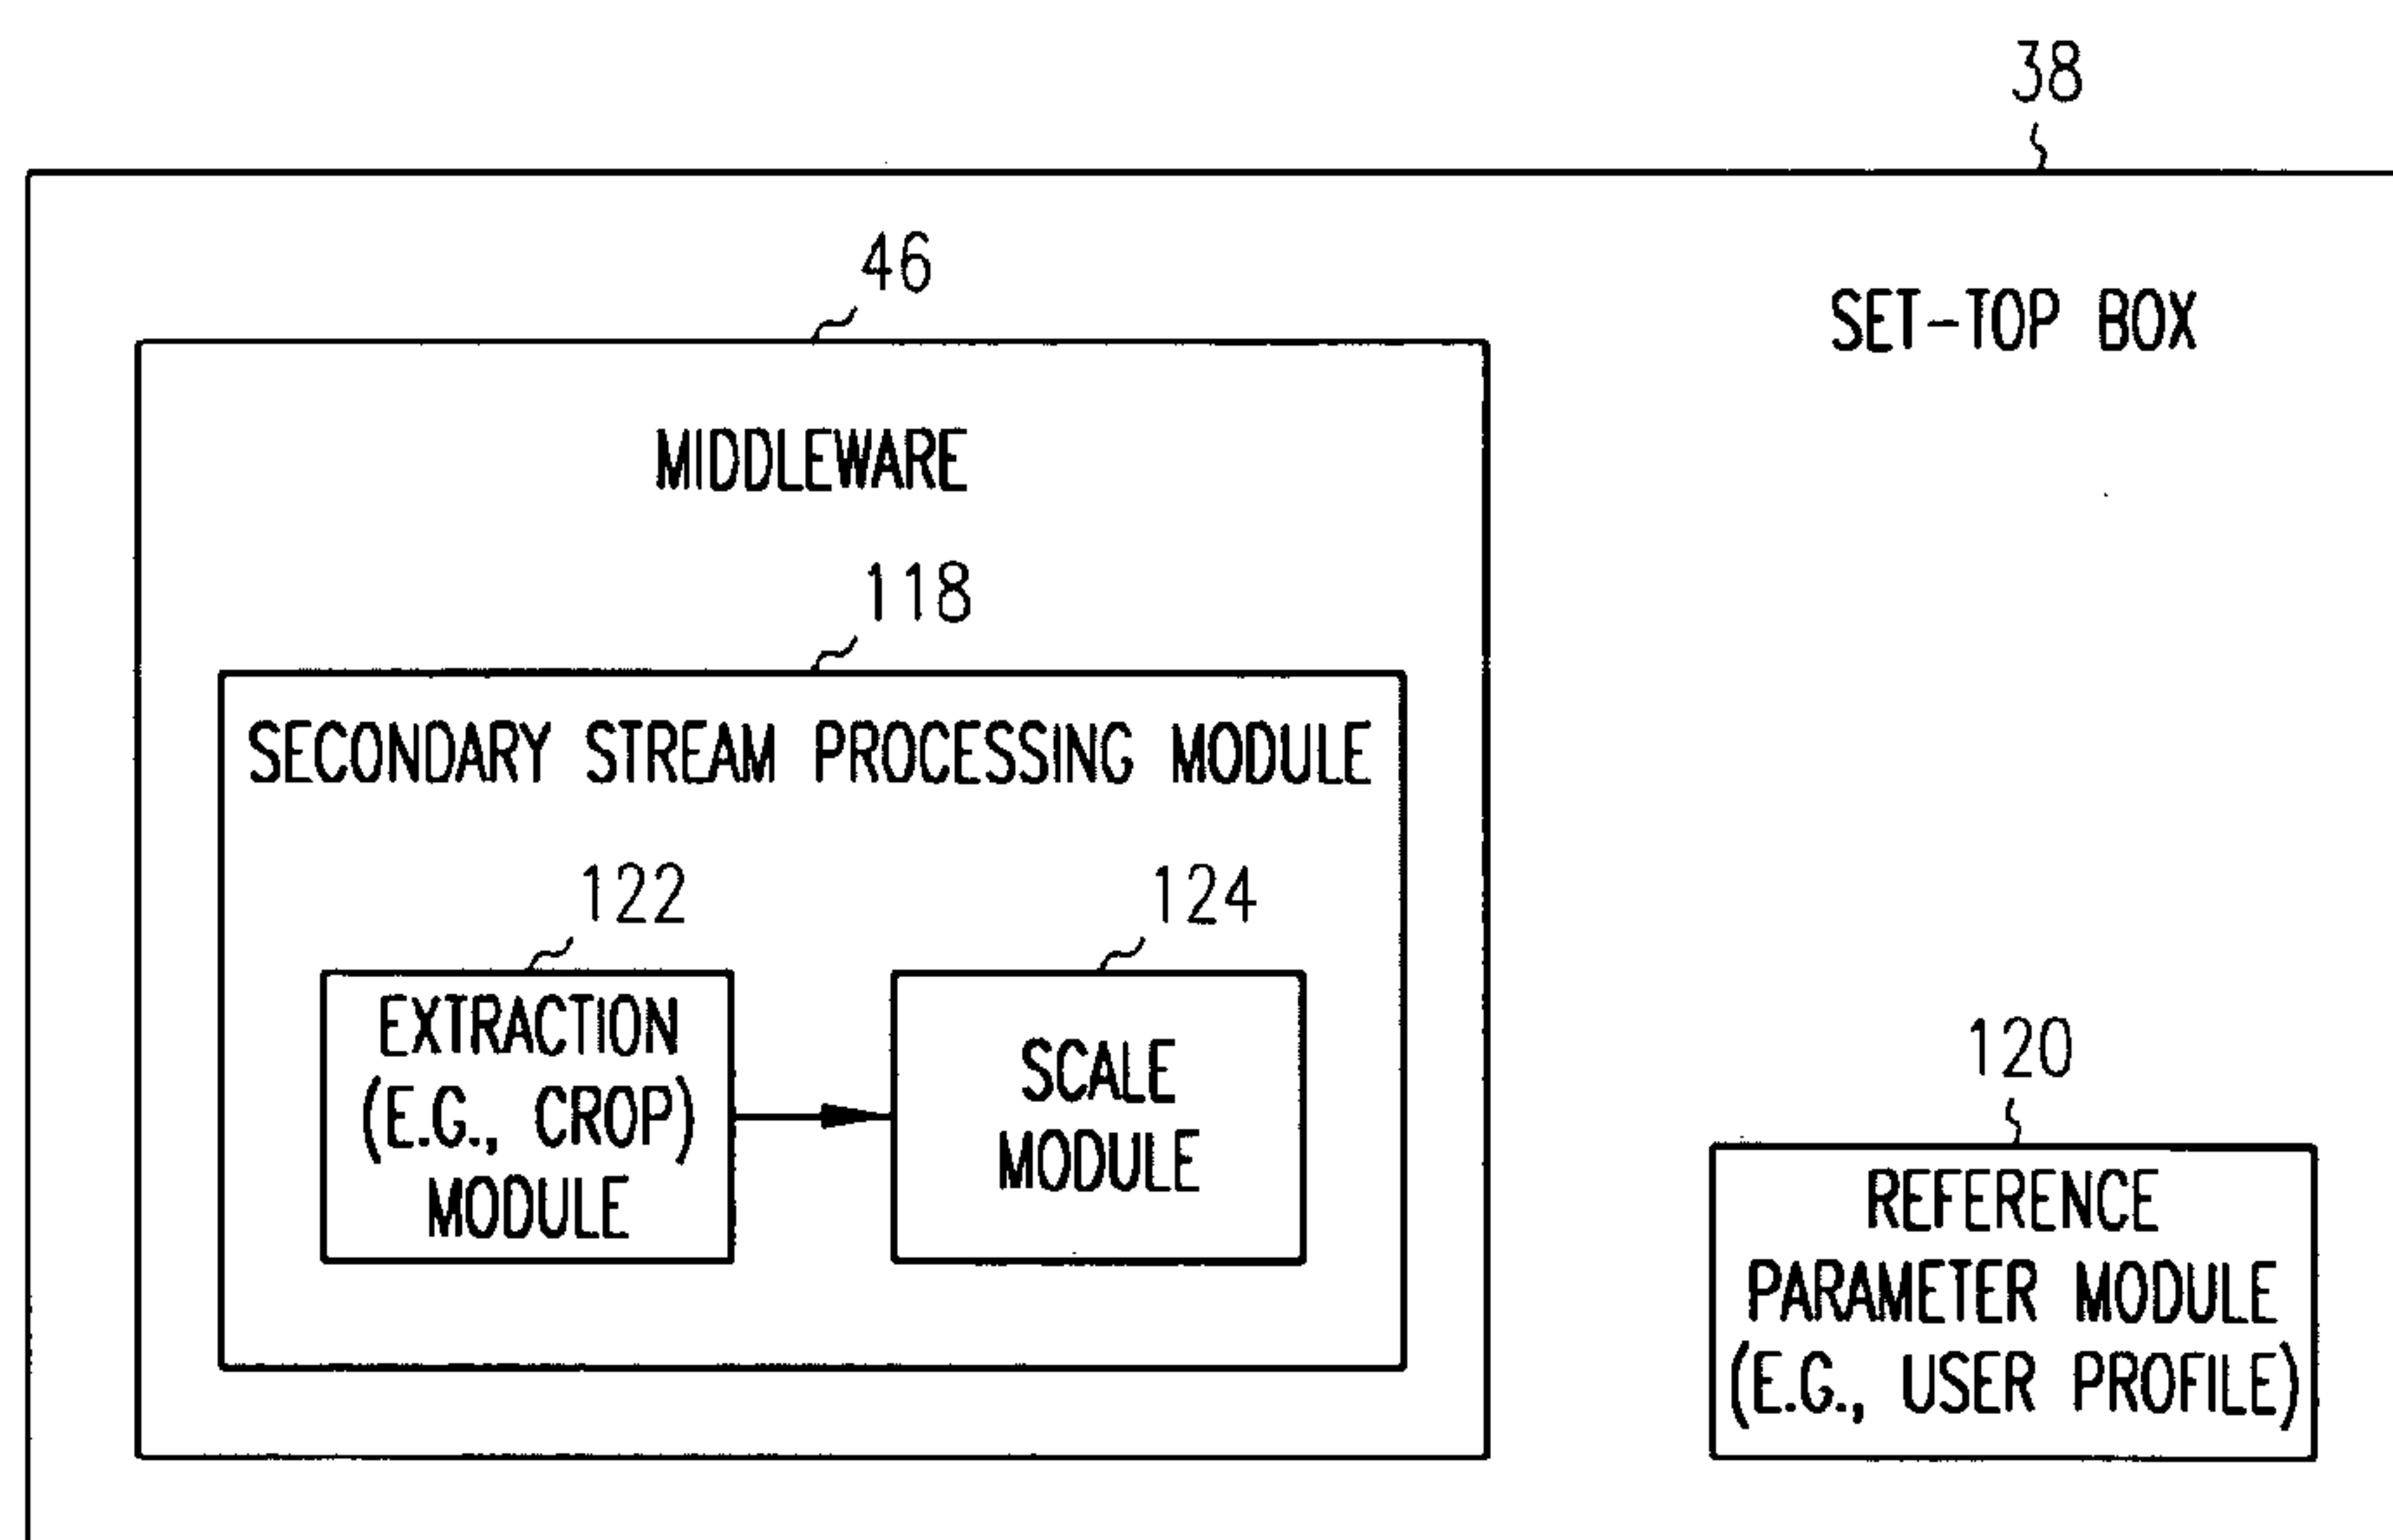 38
46
SET-TOP BOX
MIDDLEWARE
118
SECONDARY STREAM PROCESSING MODULE
122
124
EXTRACTION
(E.G., CROP)
MODULE
SCALE
MODULE
120
REFERENCE
PARAMETER MODULE
(E.G., USER PROFILE)